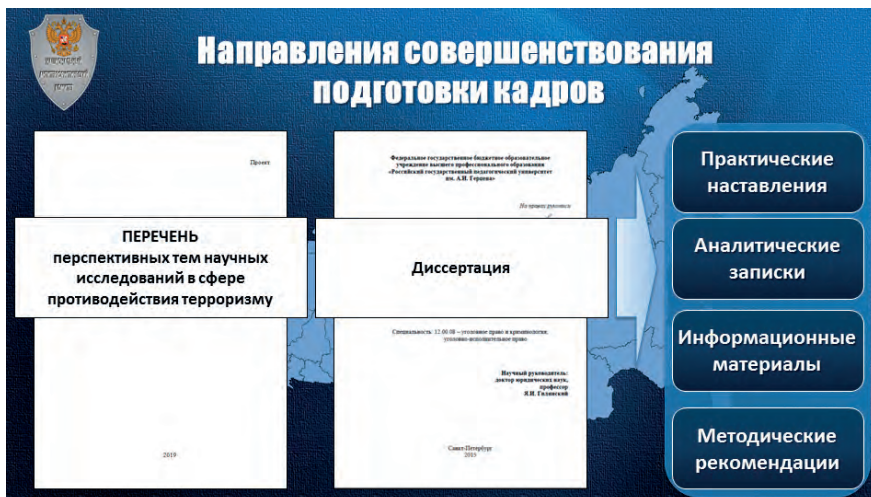 Направления совершенствования
подготовки кадров
Проект
ПЕРЕЧЕНЬ
перспективных тем научных
исследований в сфере
противодействия терроризму
2019
Федеральное государственное бюджетное образовательное
учреждение высшего профессионального образования
«Российский государственный педагогический университет
им. А.И. Герцена»
На правах рукописи
Диссертация
Специальность: 12.00.08 – уголовное право и криминология;
уголовно-исполнительное право
Научный руководитель:
доктор юридических наук,
профессор
Я.И. Гилинский
Санкт-Петербург
2015
Практические
наставления
Аналитические
записки
Информационные
материалы
Методические
рекомендации